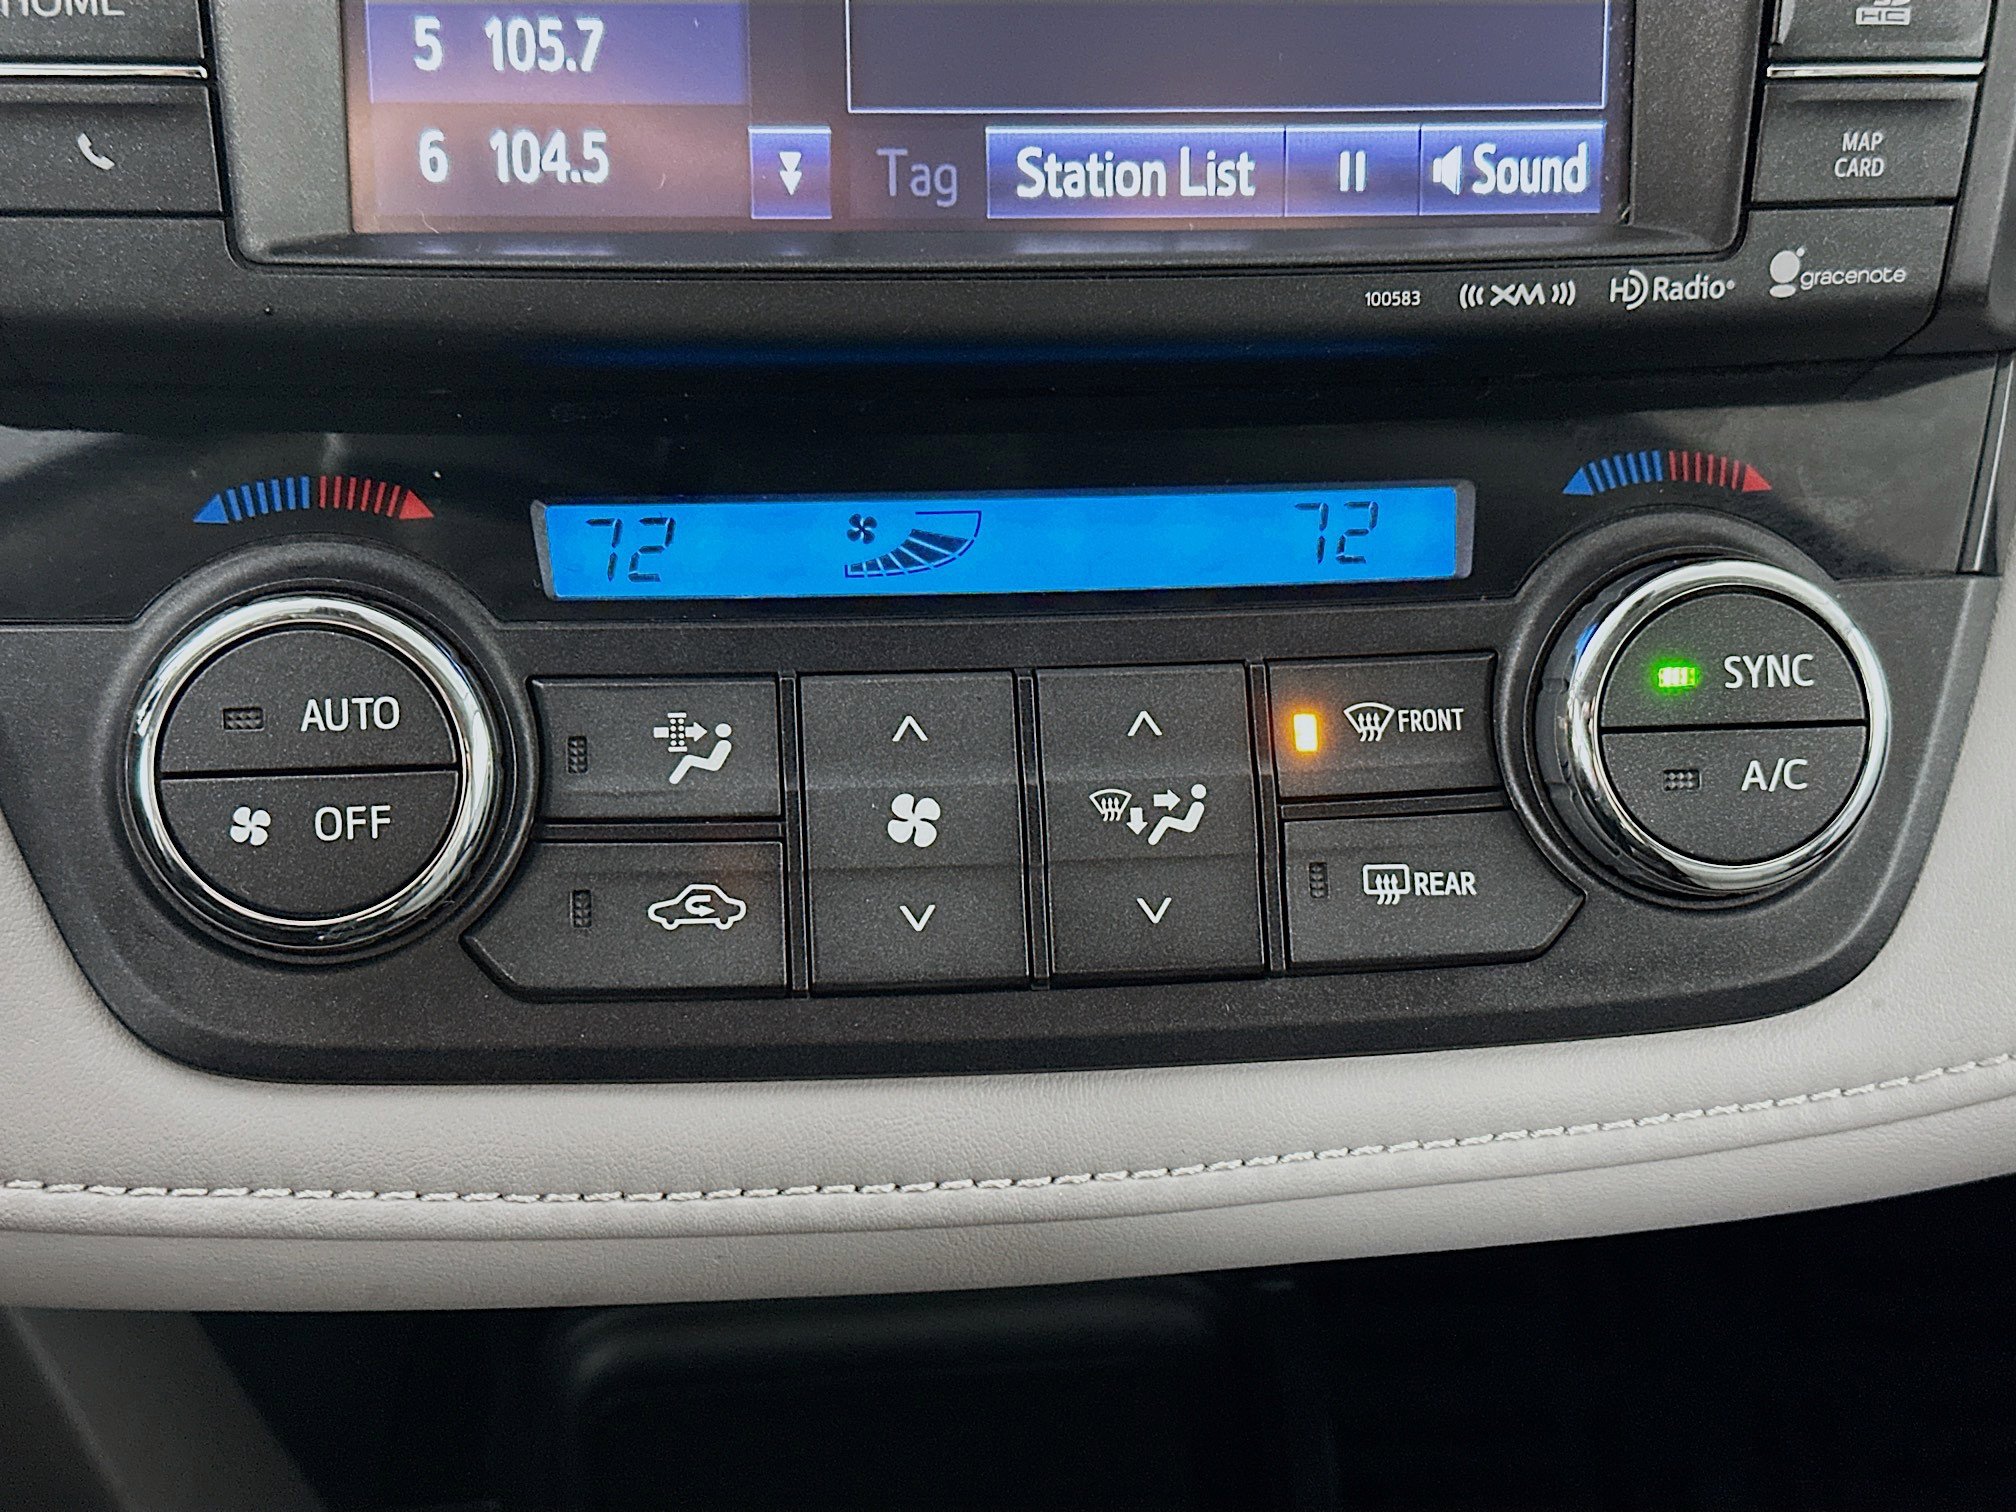 HOME
5 105.7
6 104.5
Tag
Station List
Sound
MAP
CARD
100583
XM
HD Radio
gracenote
72
72
AUTO
OFF
FRONT
REAR
SYNC
A/C